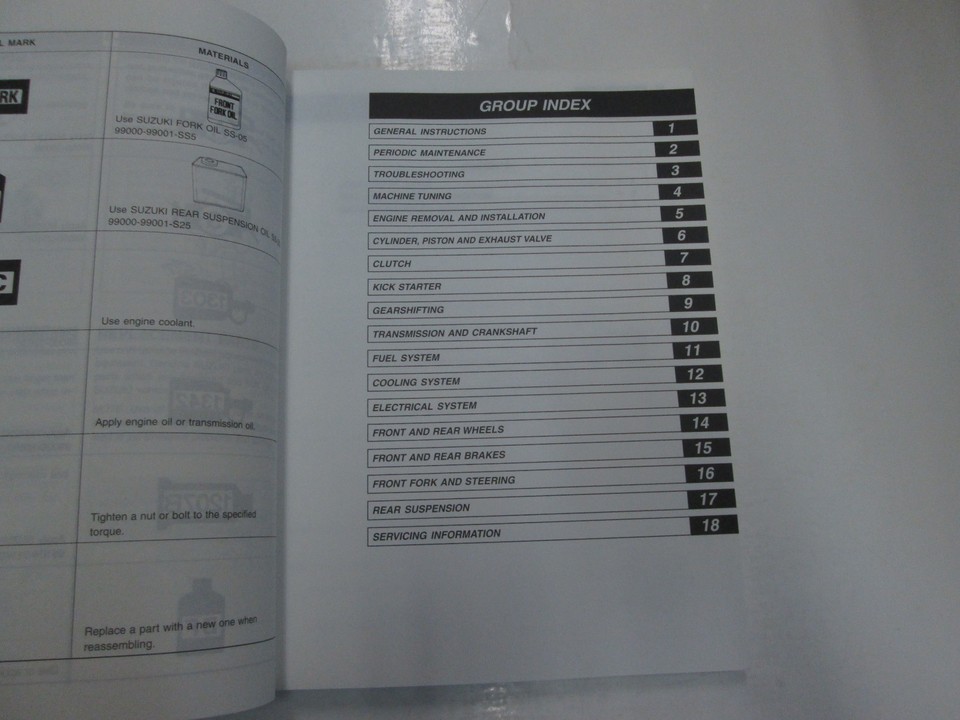 L MARK
MATERIALS
RK
FRONT
FORK OIL
Use SUZUKI FORK OIL SS-05
99000-99001-SS5
Use SUZUKI REAR SUSPENSION OIL
99000-99001-S25
C
1303
Use engine coolant.
1342
Apply engine oil or transmission oil.
1207B
Tighten a nut or bolt to the specified
torque.
Replace a part with a new one when
reassembling.
GROUP INDEX
GENERAL INSTRUCTIONS 1
PERIODIC MAINTENANCE 2
TROUBLESHOOTING 3
MACHINE TUNING 4
ENGINE REMOVAL AND INSTALLATION 5
CYLINDER, PISTON AND EXHAUST VALVE 6
CLUTCH 7
KICK STARTER 8
GEARSHIFTING 9
TRANSMISSION AND CRANKSHAFT 10
FUEL SYSTEM 11
COOLING SYSTEM 12
ELECTRICAL SYSTEM 13
FRONT AND REAR WHEELS 14
FRONT AND REAR BRAKES 15
FRONT FORK AND STEERING 16
REAR SUSPENSION 17
SERVICING INFORMATION 18